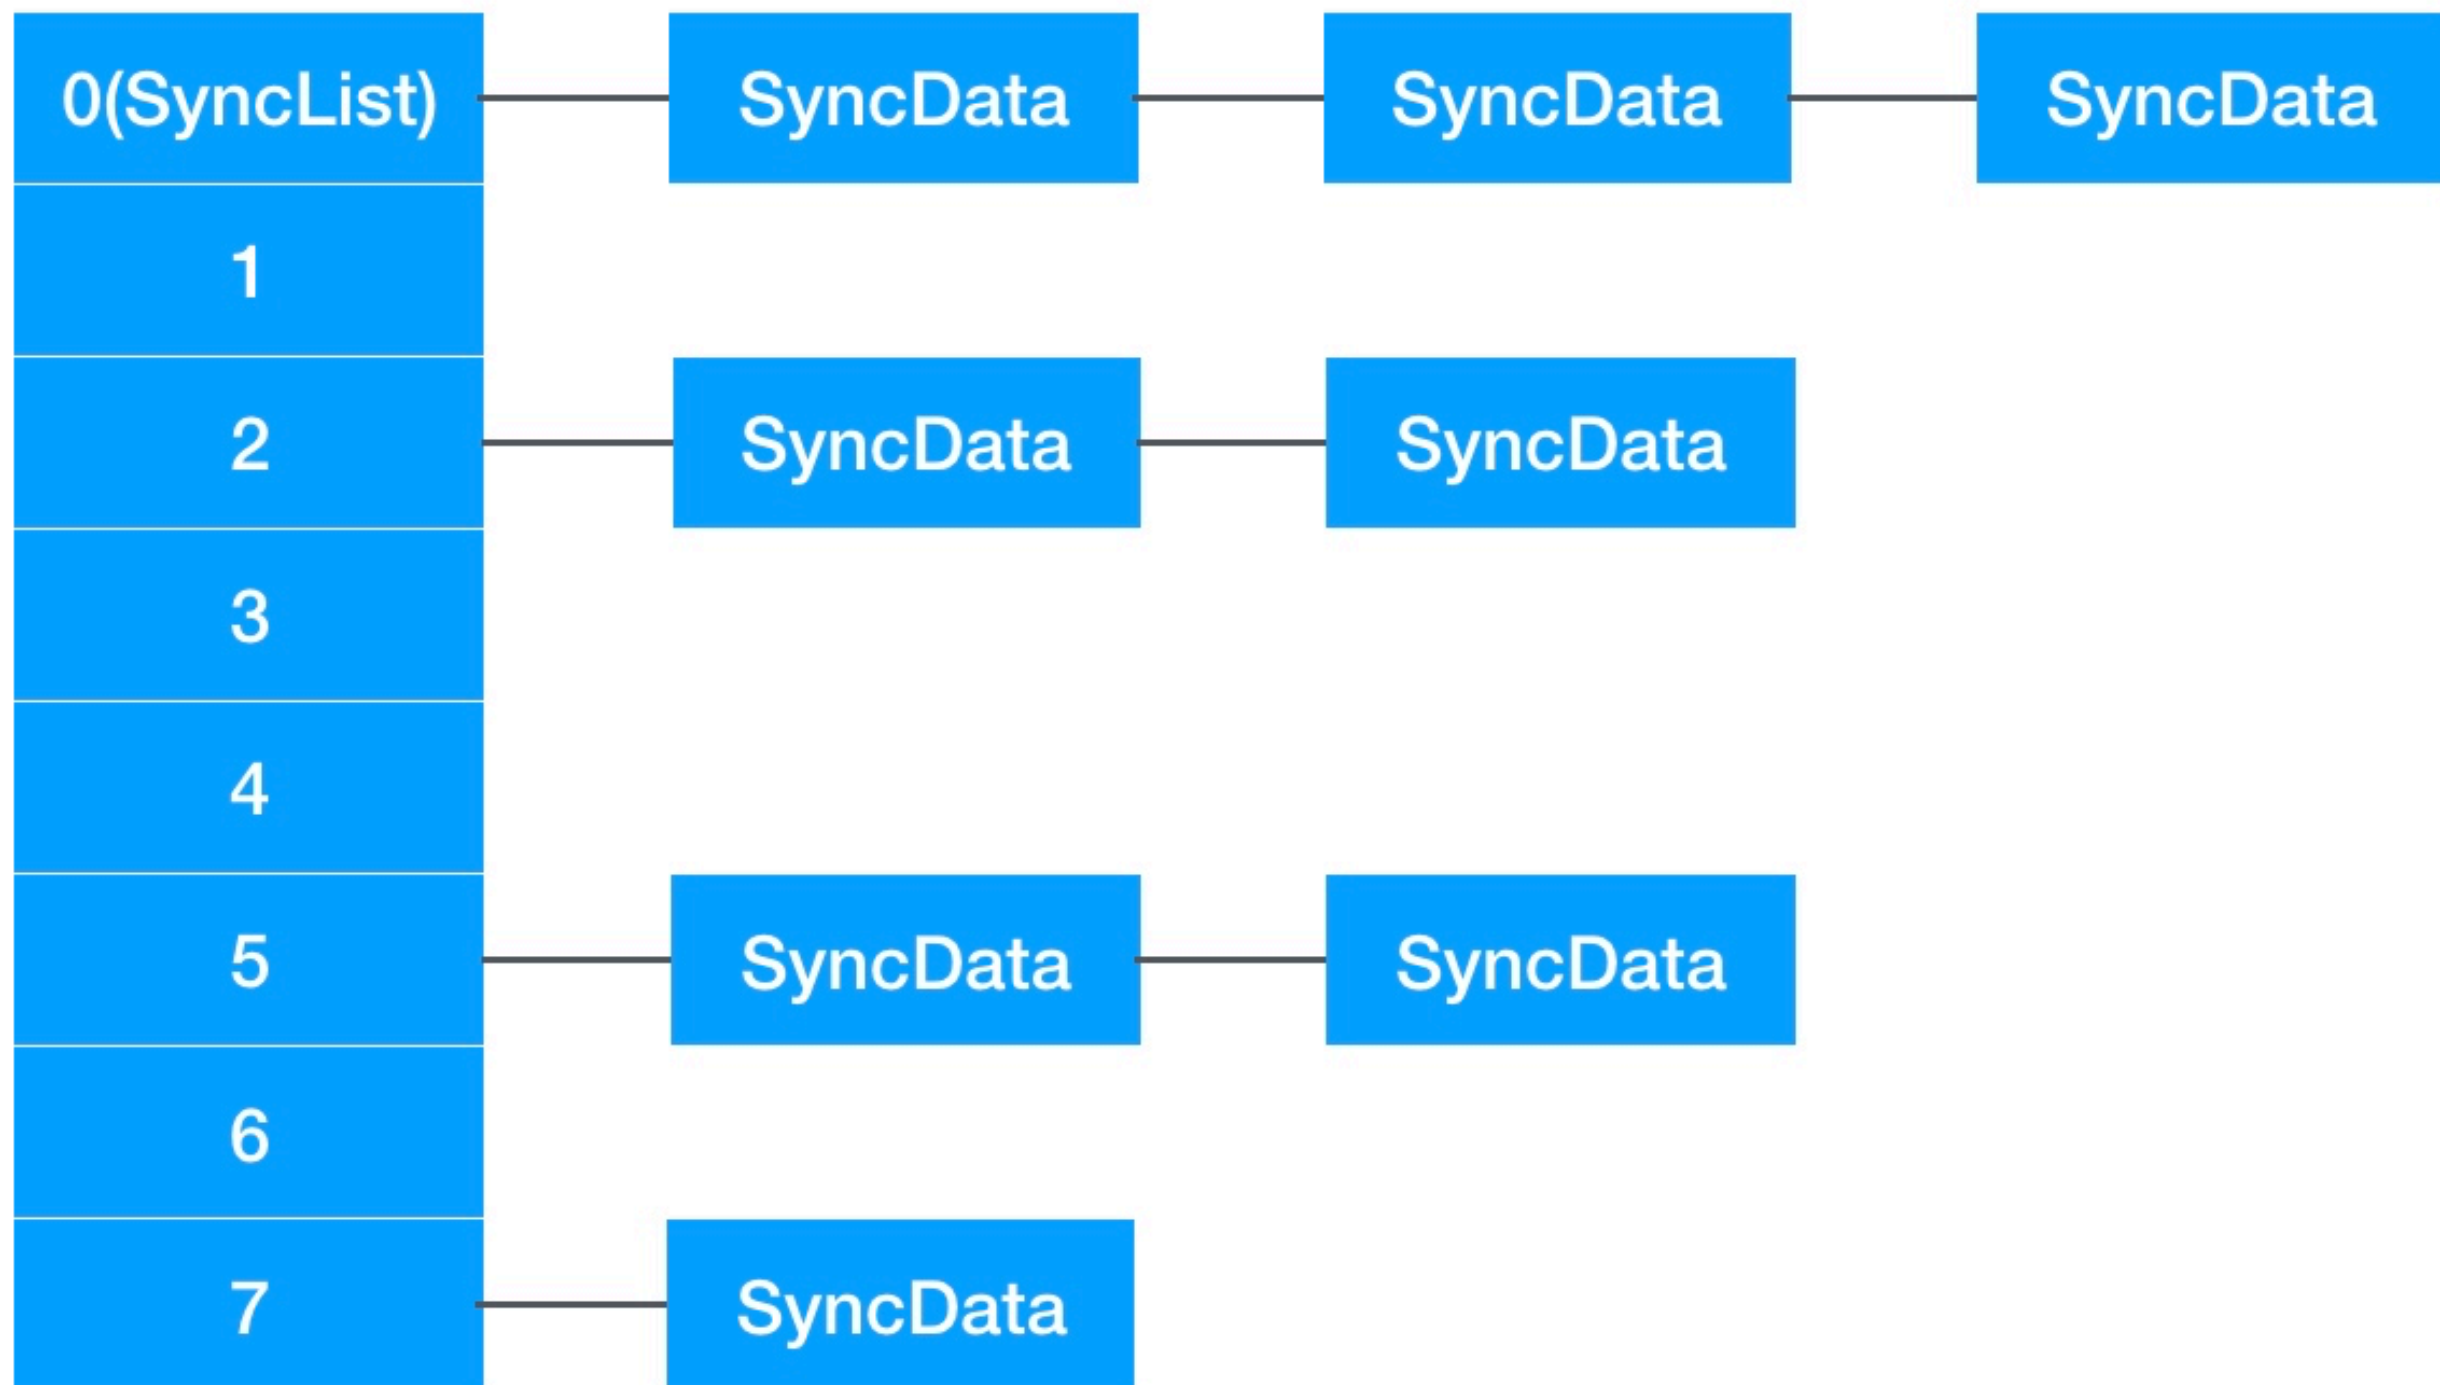 0(SyncList) SyncData SyncData SyncData
1
2 SyncData SyncData
3
4
5 SyncData SyncData
6
7 SyncData